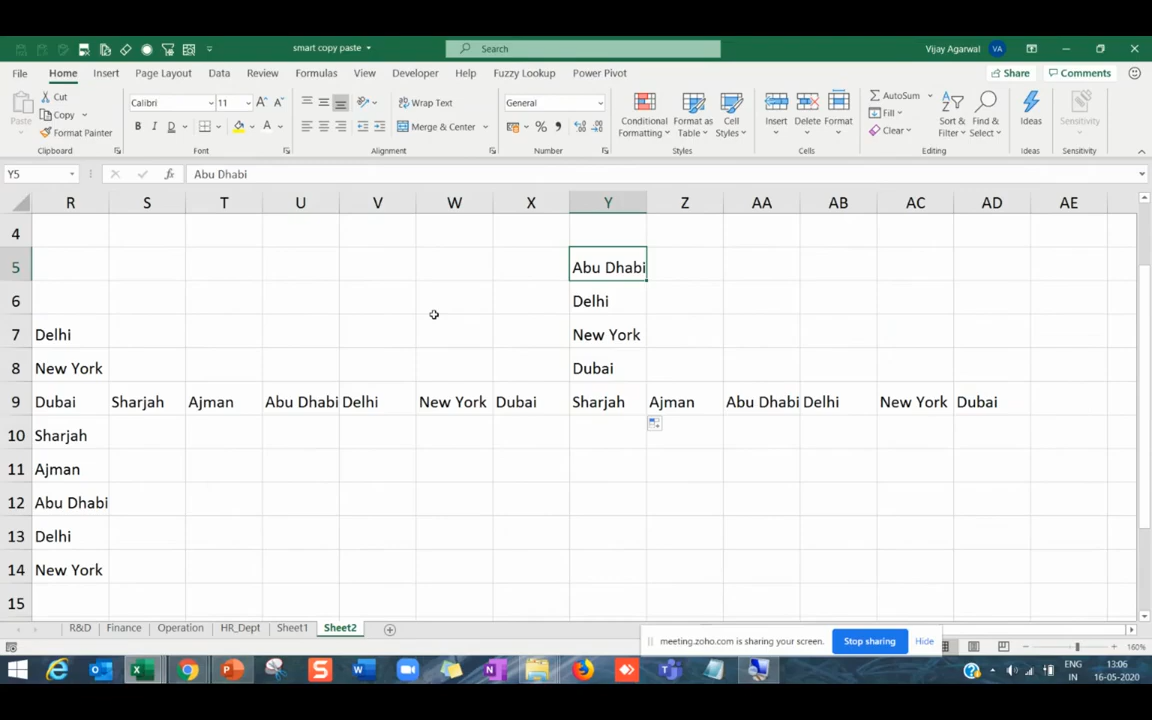 smart copy paste
Search
Vijay Agarwal VA
File Home Insert Page Layout Data Review Formulas View Developer Help Fuzzy Lookup Power Pivot Share Comments
Paste
Cut
Copy
Format Painter
Clipboard
Calibri 11
B I D
Font
Wrap Text
Merge & Center
Alignment
General
%
Number
Conditional Formatting
Format as Table
Cell Styles
Styles
Insert Delete Format
Cells
AutoSum
Fill
Clear
Sort & Filter
Find & Select
Editing
Ideas
Ideas
Sensitivity
Sensitivity
Y5 fx Abu Dhabi
R S T U V W X Y Z AA AB AC AD AE
4
5 Abu Dhabi
6 Delhi
7 Delhi New York
8 New York Dubai
9 Dubai Sharjah Ajman Abu Dhabi Delhi New York Dubai Sharjah Ajman Abu Dhabi Delhi New York Dubai
10 Sharjah
11 Ajman
12 Abu Dhabi
13 Delhi
14 New York
15
R&D Finance Operation HR_Dept Sheet1 Sheet2
meeting.zoho.com is sharing your screen. Stop sharing Hide
160%
ENG
IN
13:06
16-05-2020